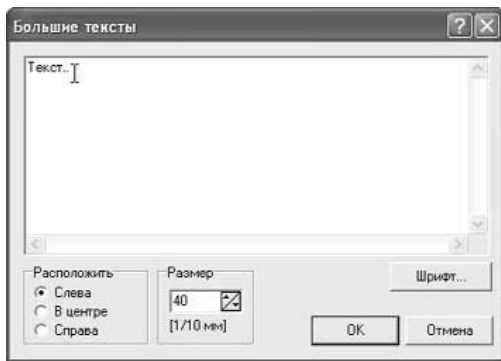 Большие тексты
Текст..
Расположить
Слева
В центре
Справа
Размер
40
[1/10 мм]
Шрифт...
OK
Отмена